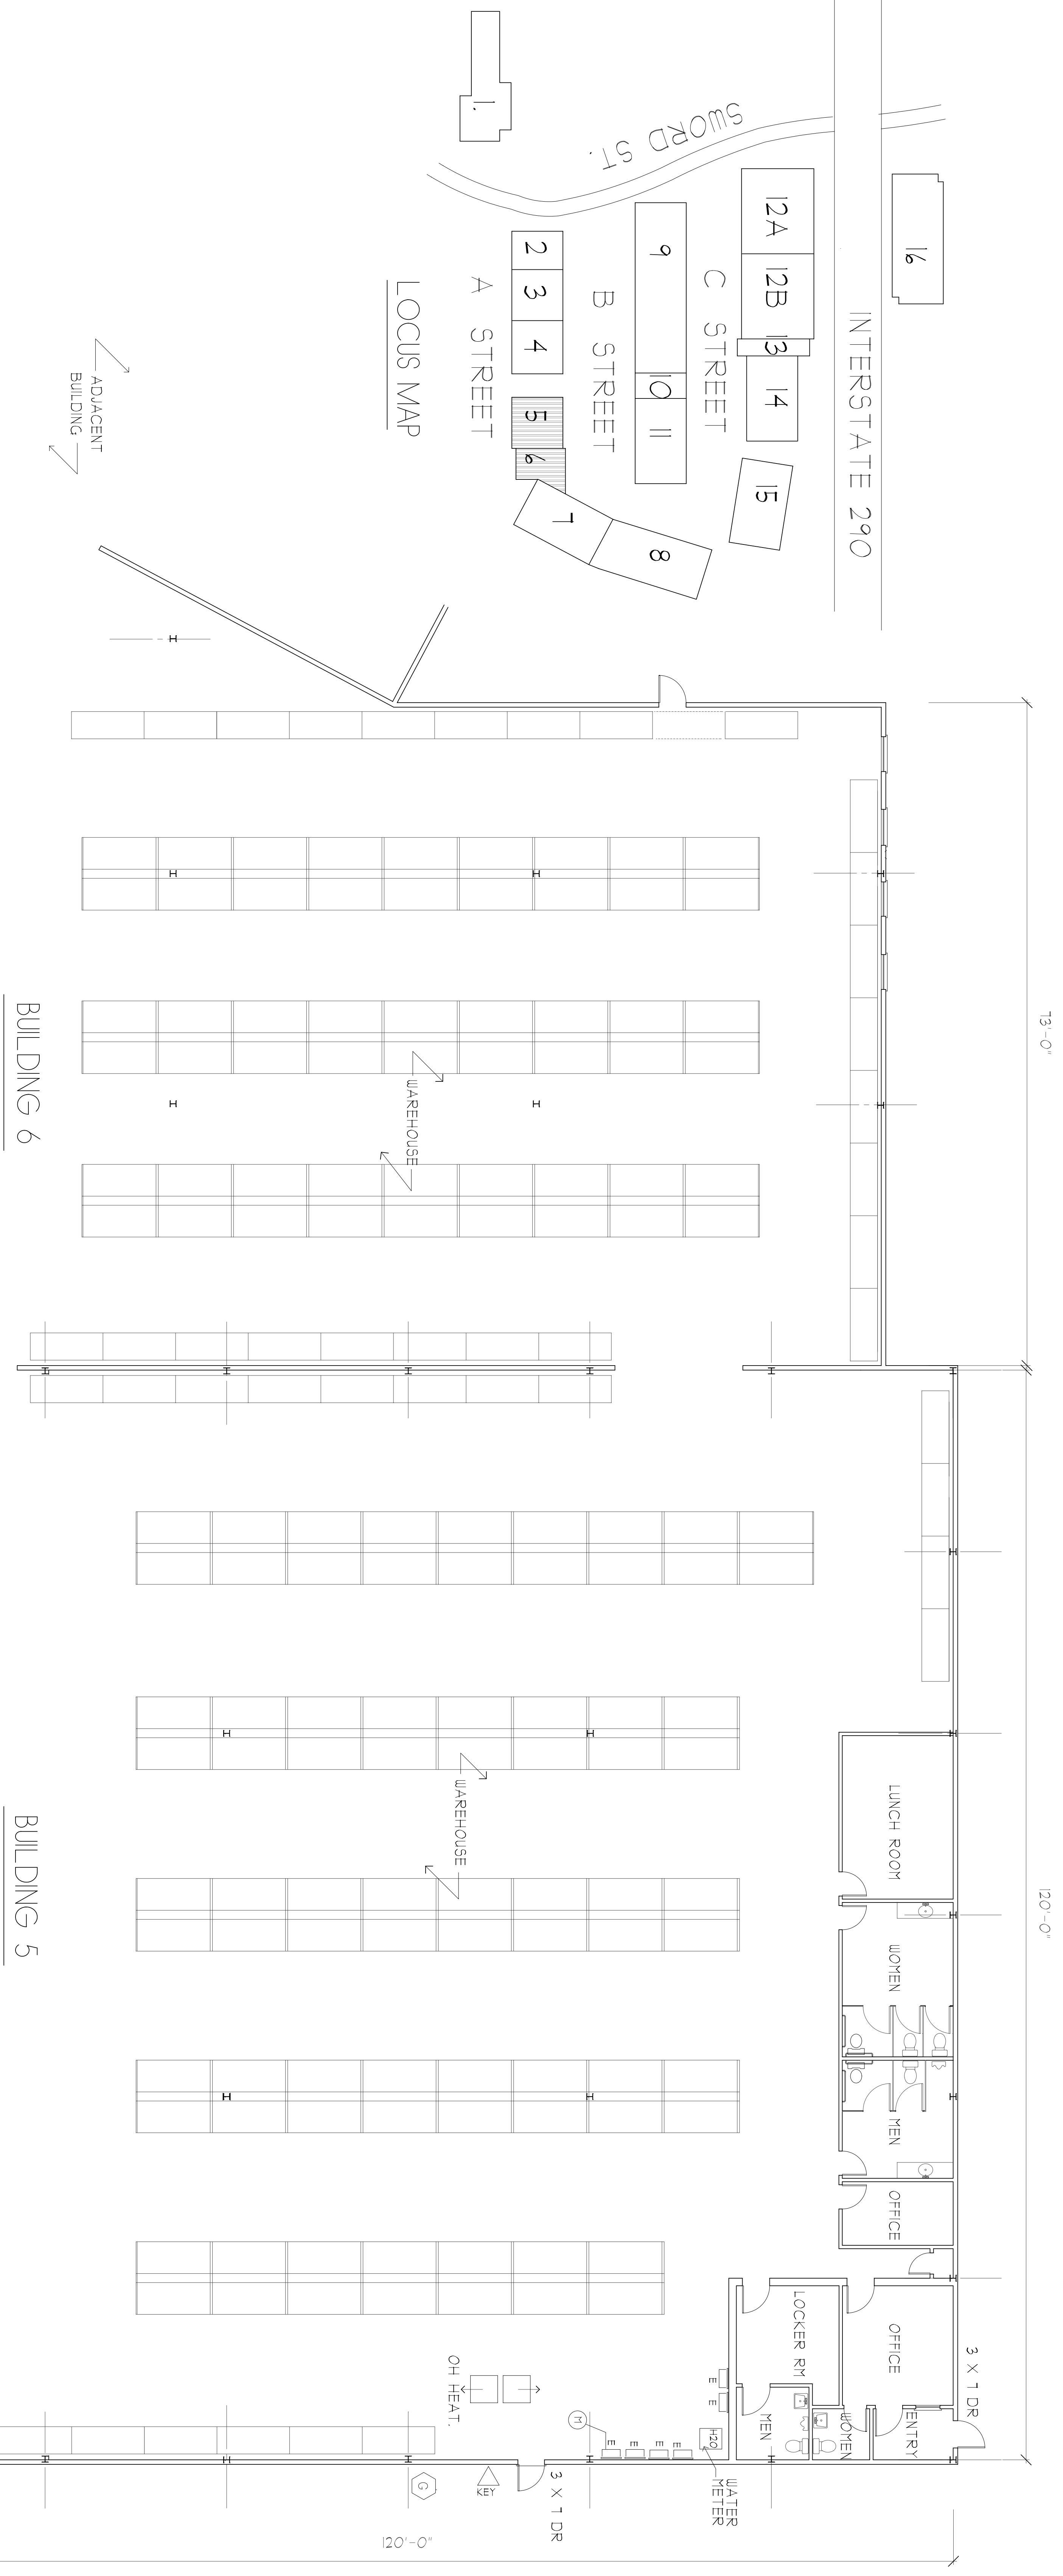 1.
SWORD ST.
16
12A
12B
13
14
15
INTERSTATE 290
C STREET
9
10
11
B STREET
2
3
4
5
6
7
8
A STREET
LOCUS MAP
ADJACENT
BUILDING
73'-0"
WAREHOUSE
BUILDING 6
120'-0"
LUNCH ROOM
WOMEN
MEN
OFFICE
WAREHOUSE
BUILDING 5
OFFICE
LOCKER RM
3 X 7 DR
ENTRY
WOMEN
MEN
E
E
H2O
WATER
METER
E
E
E
E
M
OH HEAT.
3 X 7 DR
KEY
G
120'-0"